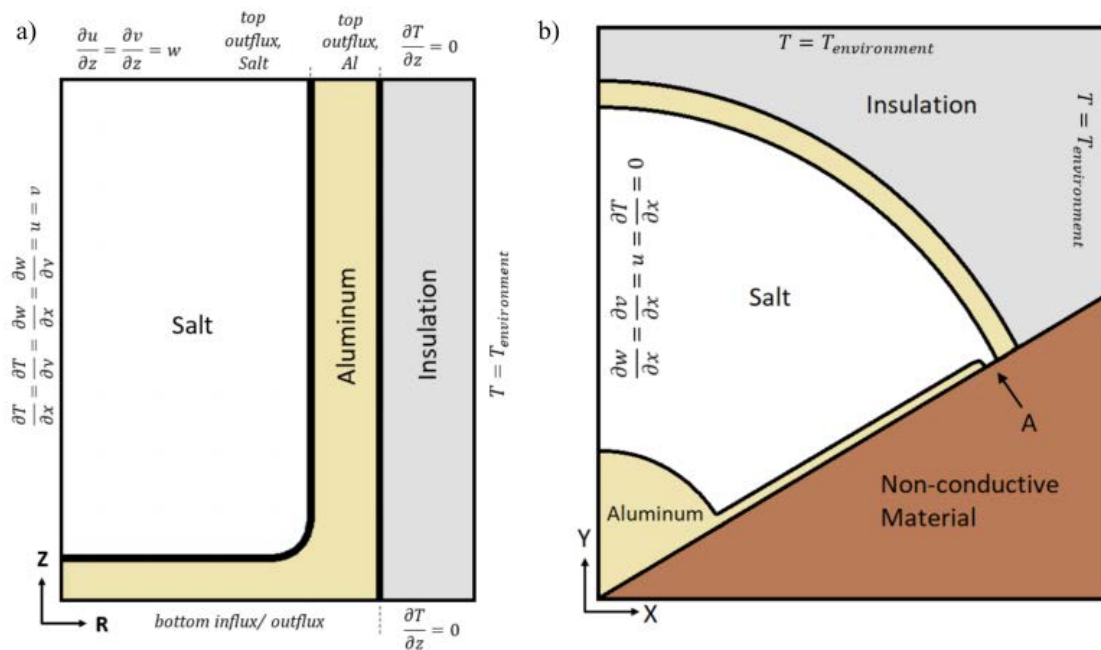 a)
∂u/∂z = ∂v/∂z = w
top
outflux,
Salt
top
outflux,
Al
∂T/∂z = 0
∂T/∂x = ∂T/∂v = ∂w/∂x = ∂w/∂v = u = v
Salt
Aluminum
Insulation
T = T_environment
Z
R
bottom influx/ outflux
∂T/∂z = 0
b)
T = T_environment
Insulation
T = T_environment
∂w/∂x = ∂v/∂x = u = ∂T/∂x = 0
Salt
A
Aluminum
Non-conductive
Material
Y
X